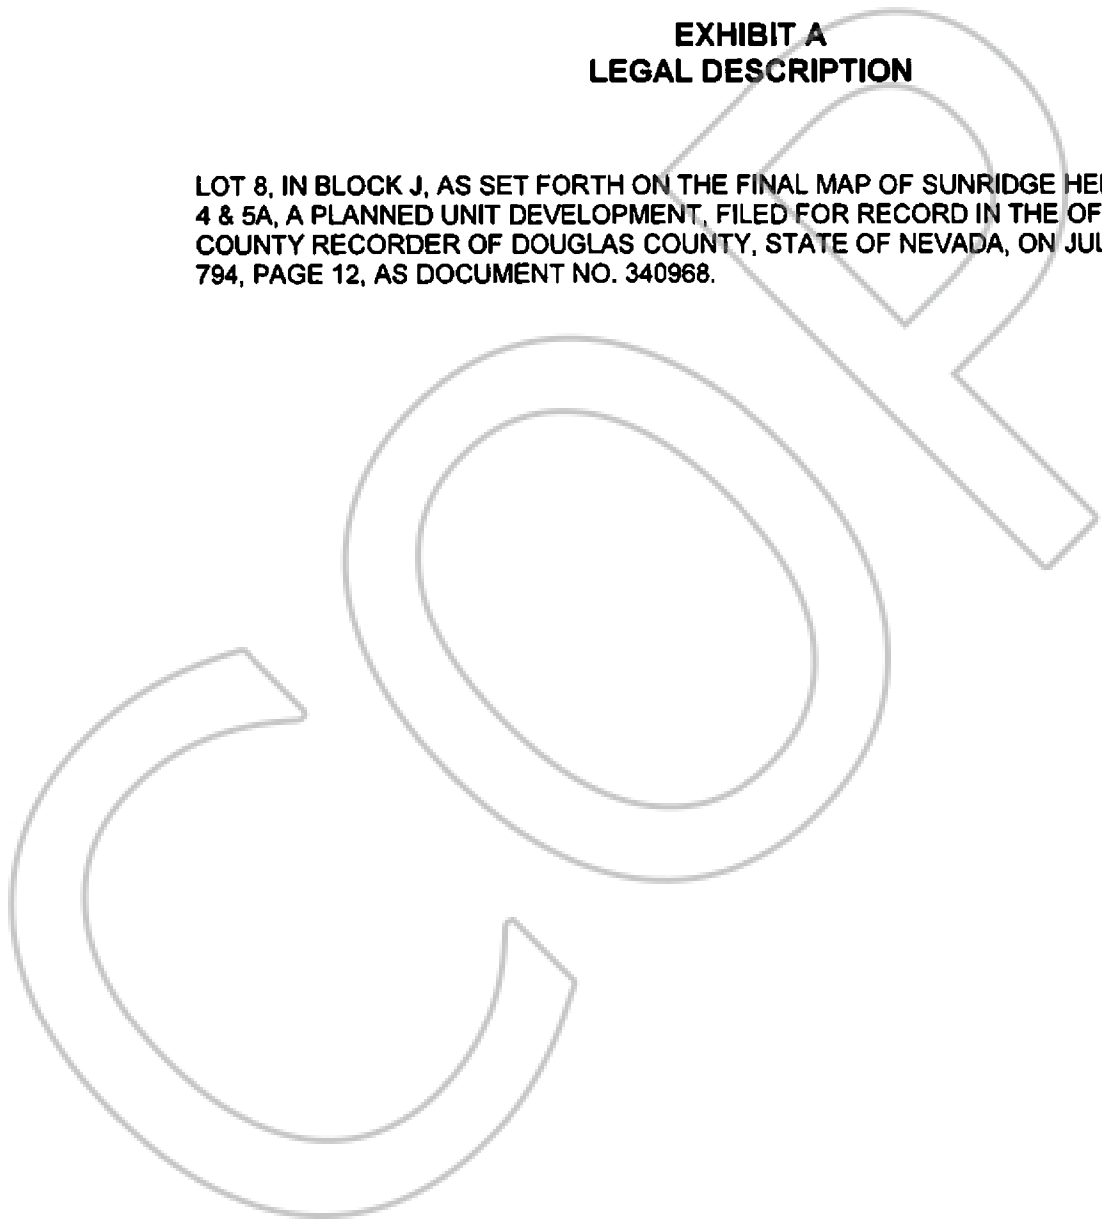 EXHIBIT A
LEGAL DESCRIPTION
LOT 8, IN BLOCK J, AS SET FORTH ON THE FINAL MAP OF SUNRIDGE
4 & 5A, A PLANNED UNIT DEVELOPMENT, FILED FOR RECORD IN THE
COUNTY RECORDER OF DOUGLAS COUNTY, STATE OF NEVADA, ON
794, PAGE 12, AS DOCUMENT NO. 340968.
COP